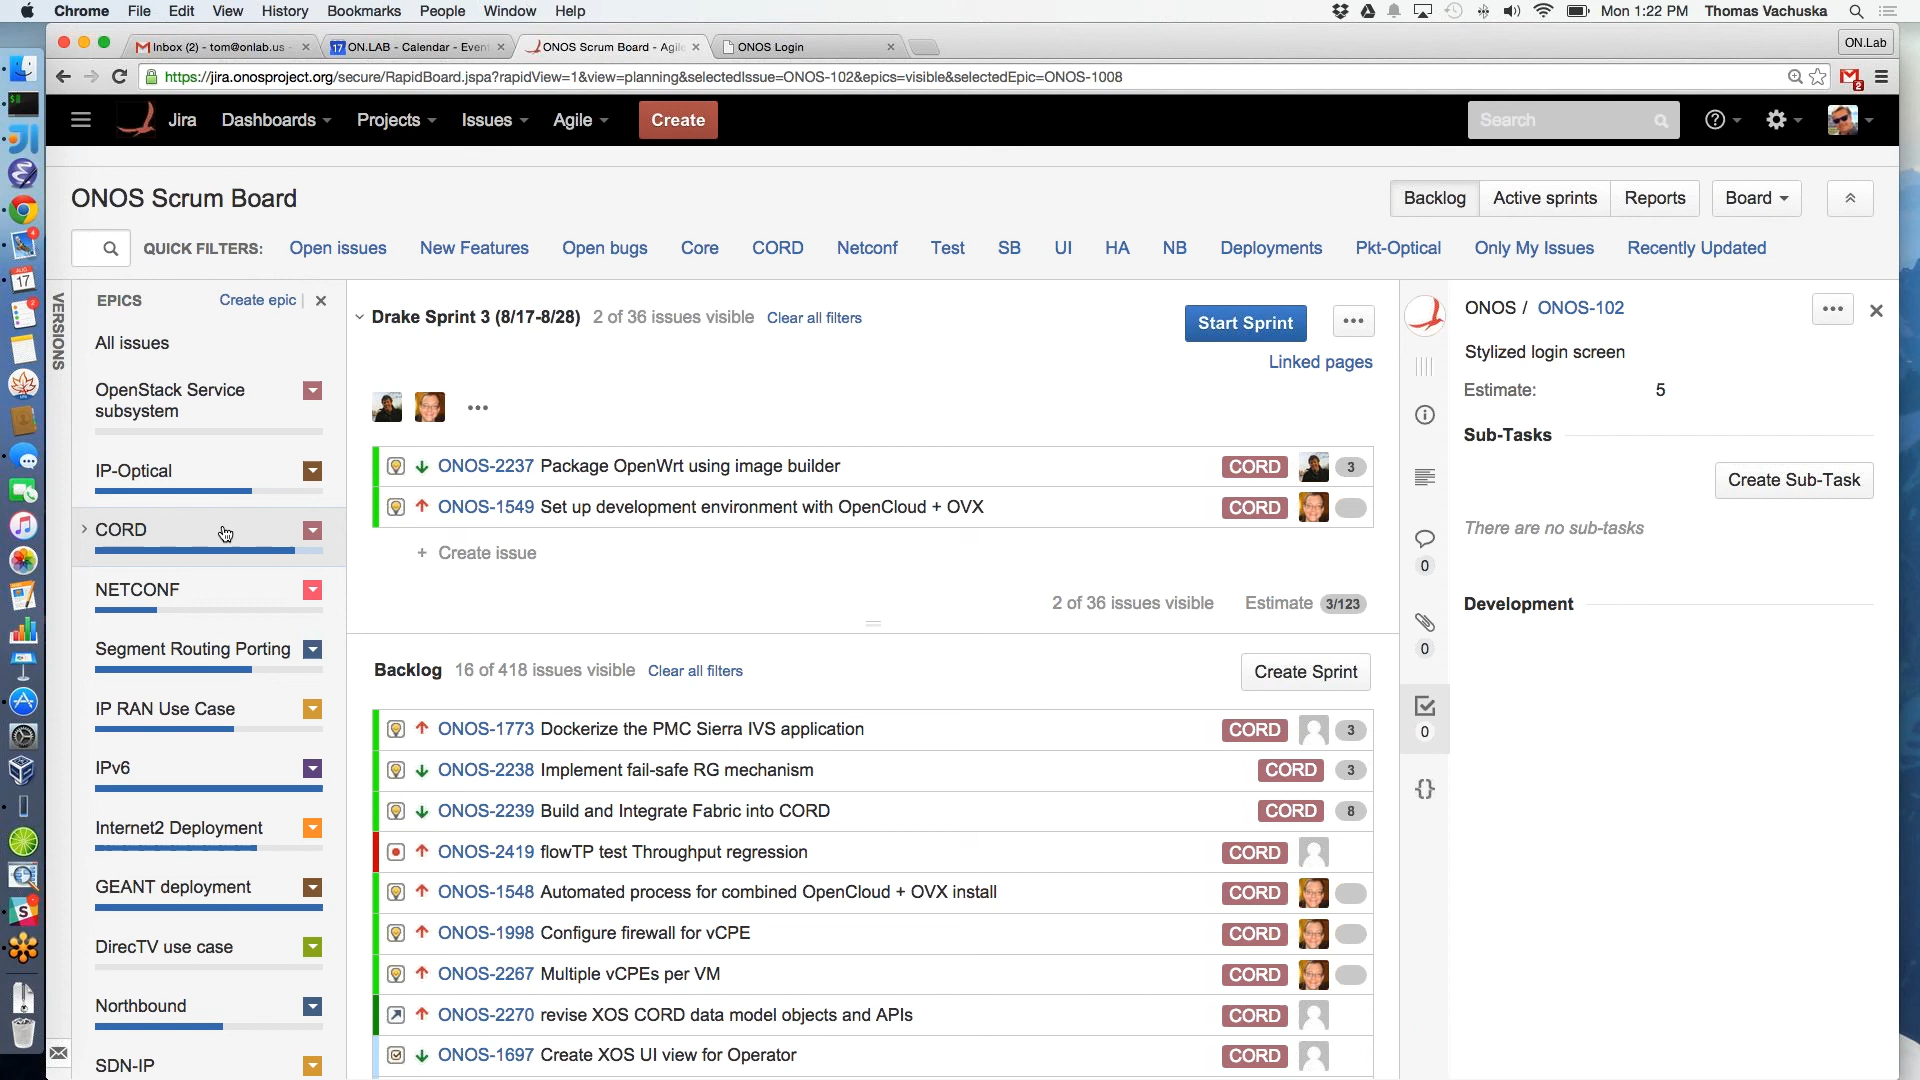 Chrome File Edit View History Bookmarks People Window Help Mon 1:22 PM Thomas Vachuska
Inbox (2) - tom@onlab.us ON.LAB - Calendar - Event ONOS Scrum Board - Agile ONOS Login ON.Lab
https://jira.onosproject.org/secure/RapidBoard.jspa?rapidView=1&view=planning&selectedIssue=ONOS-102&epics=visible&selectedEpic=ONOS-1008
Jira Dashboards Projects Issues Agile Create Search
ONOS Scrum Board Backlog Active sprints Reports Board
QUICK FILTERS: Open issues New Features Open bugs Core CORD Netconf Test SB UI HA NB Deployments Pkt-Optical Only My Issues Recently Updated
VERSIONS
EPICS Create epic
All issues
OpenStack Service
subsystem
IP-Optical
CORD
NETCONF
Segment Routing Porting
IP RAN Use Case
IPv6
Internet2 Deployment
GEANT deployment
DirecTV use case
Northbound
SDN-IP
Drake Sprint 3 (8/17-8/28) 2 of 36 issues visible Clear all filters Start Sprint
Linked pages
ONOS-2237 Package OpenWrt using image builder CORD 3
ONOS-1549 Set up development environment with OpenCloud + OVX CORD
+ Create issue
2 of 36 issues visible Estimate 3/123
Backlog 16 of 418 issues visible Clear all filters Create Sprint
ONOS-1773 Dockerize the PMC Sierra IVS application CORD 3
ONOS-2238 Implement fail-safe RG mechanism CORD 3
ONOS-2239 Build and Integrate Fabric into CORD CORD 8
ONOS-2419 flowTP test Throughput regression CORD
ONOS-1548 Automated process for combined OpenCloud + OVX install CORD
ONOS-1998 Configure firewall for vCPE CORD
ONOS-2267 Multiple vCPEs per VM CORD
ONOS-2270 revise XOS CORD data model objects and APIs CORD
ONOS-1697 Create XOS UI view for Operator CORD
ONOS / ONOS-102
Stylized login screen
Estimate: 5
Sub-Tasks
Create Sub-Task
There are no sub-tasks
Development
0
0
0